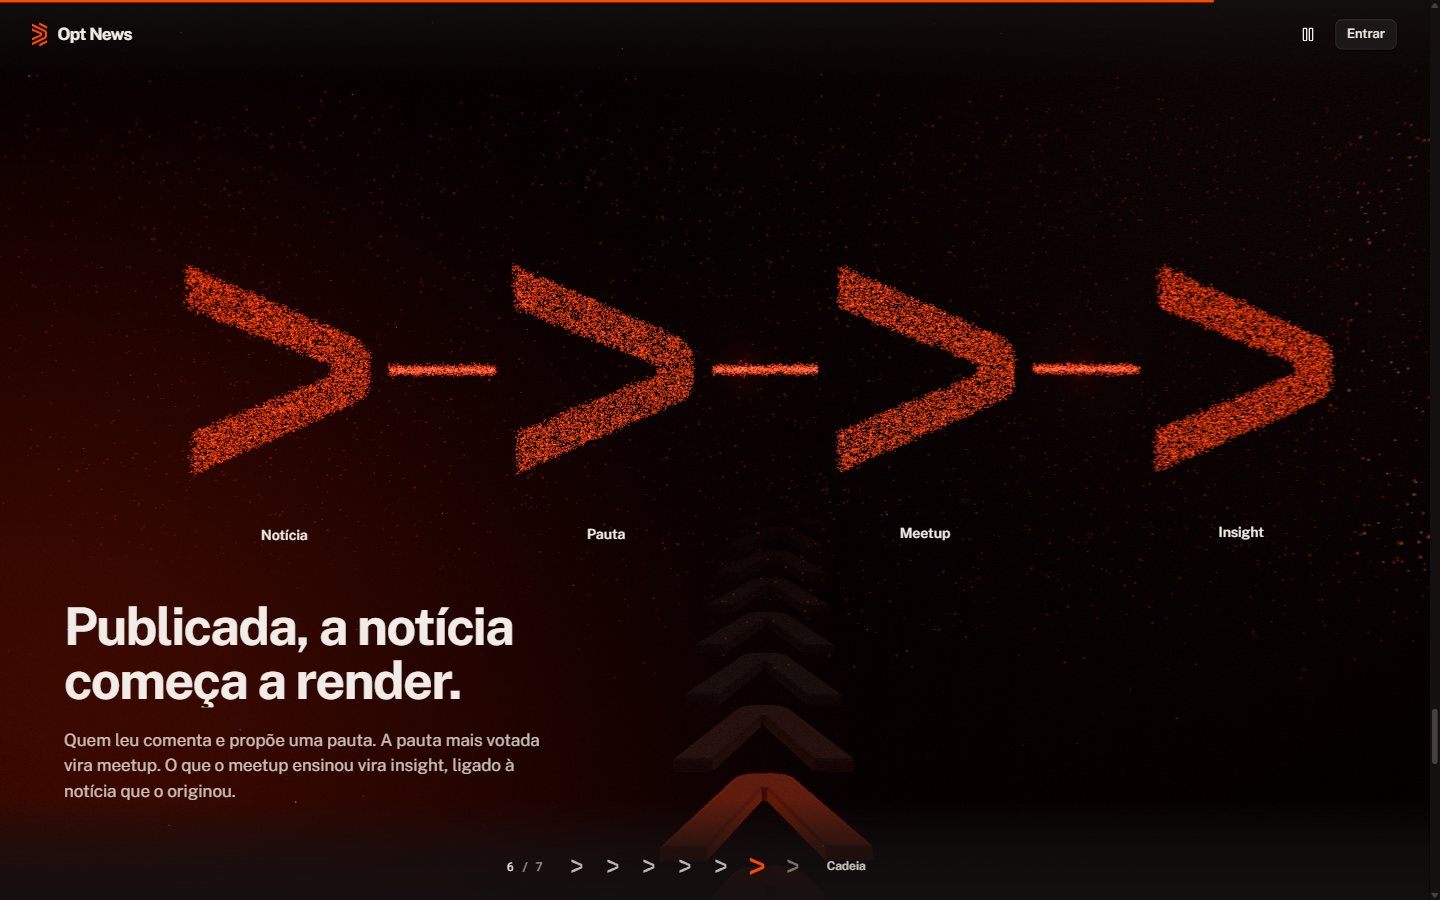 Opt News
Entrar
Notícia
Pauta
Meetup
Insight
Publicada, a notícia
começa a render.
Quem leu comenta e propõe uma pauta. A pauta mais votada
vira meetup. O que o meetup ensinou vira insight, ligado à
notícia que o originou.
6 / 7 > > > > > > > Cadeia